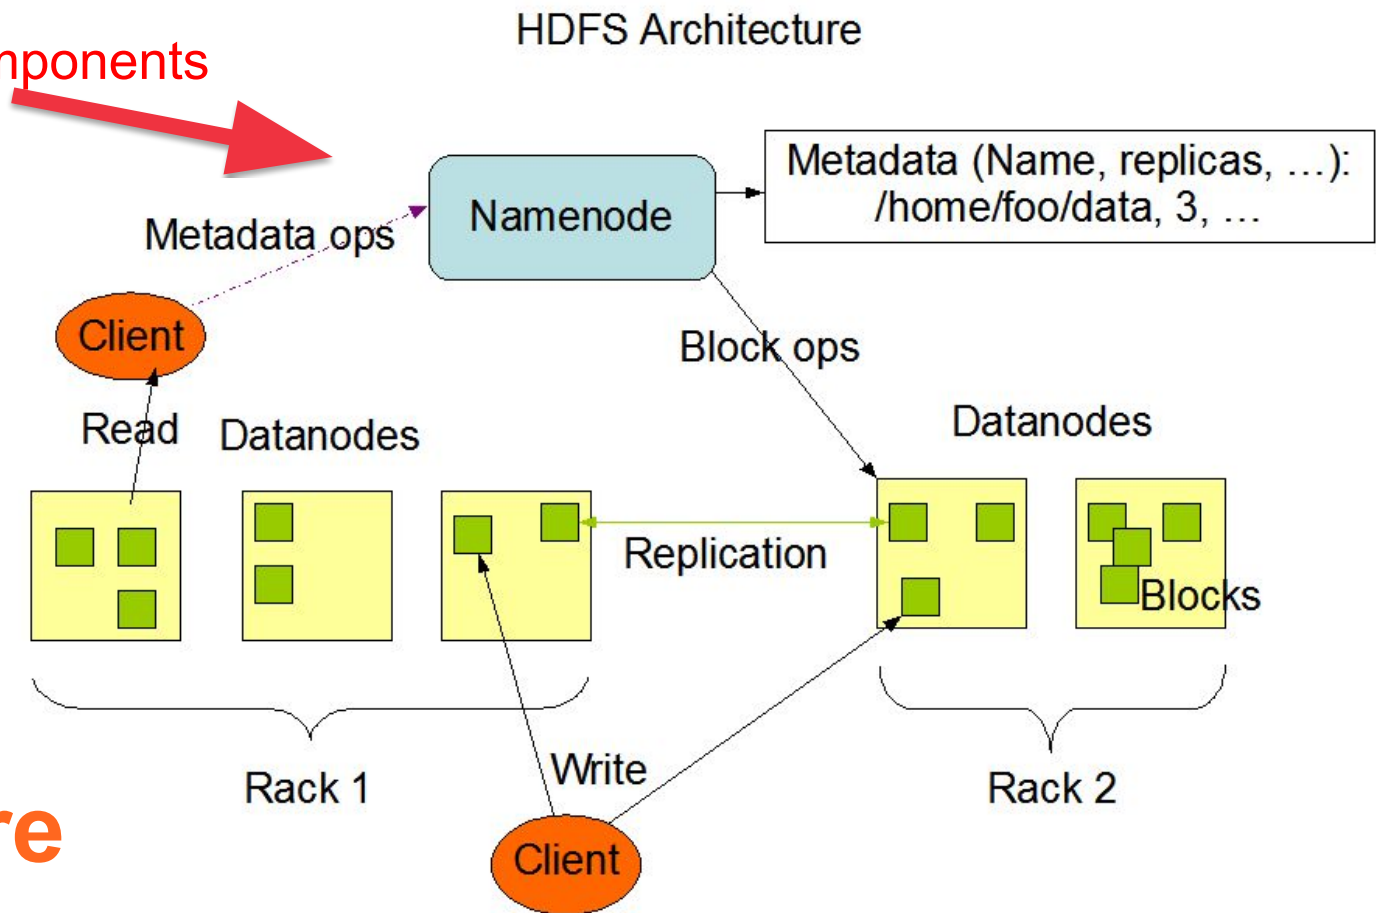 HDFS Architecture
mponents
Metadata (Name, replicas, …):
/home/foo/data, 3, …
Namenode
Metadata ops
Client
Block ops
Read
Datanodes
Datanodes
Replication
Blocks
Rack 1
Write
Rack 2
re
Client